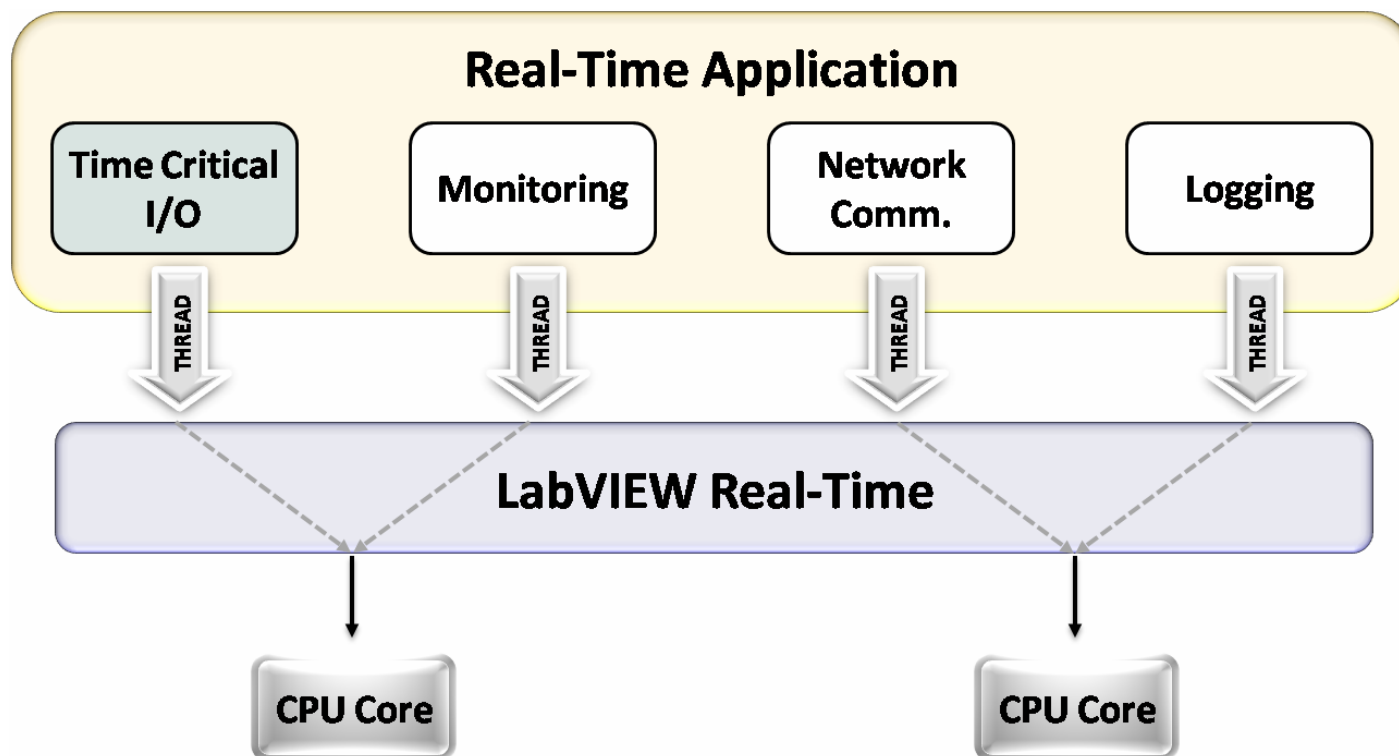 Real-Time Application
Time Critical
I/O
Monitoring
Network
Comm.
Logging
THREAD
THREAD
THREAD
THREAD
LabVIEW Real-Time
CPU Core
CPU Core